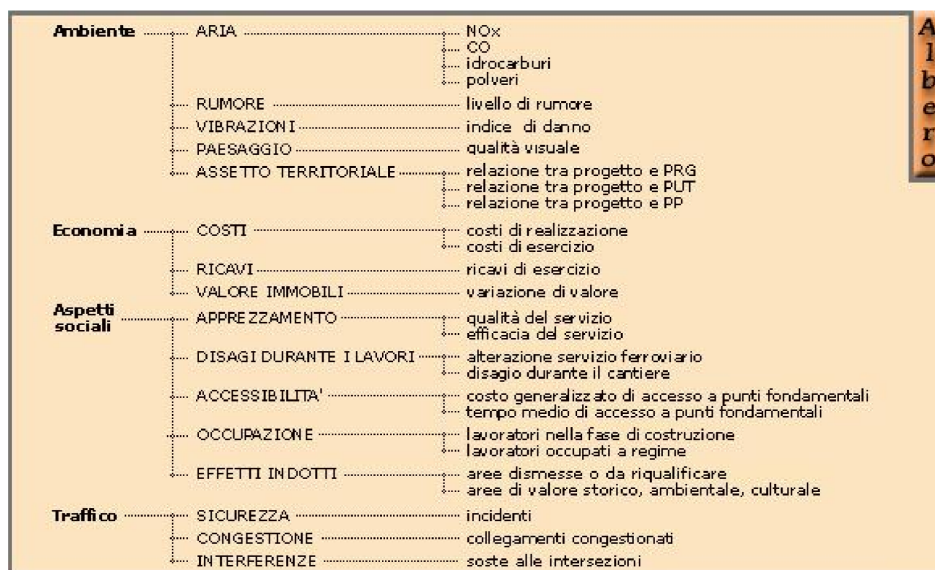 Ambiente ARIA NOx
CO
idrocarburi
polveri
RUMORE livello di rumore
VIBRAZIONI indice di danno
PAESAGGIO qualità visuale
ASSETTO TERRITORIALE relazione tra progetto e PRG
relazione tra progetto e PUT
relazione tra progetto e PP
Economia COSTI costi di realizzazione
costi di esercizio
RICAVI ricavi di esercizio
VALORE IMMOBILI variazione di valore
Aspetti
sociali APPREZZAMENTO qualità del servizio
efficacia del servizio
DISAGI DURANTE I LAVORI alterazione servizio ferroviario
disagio durante il cantiere
ACCESSIBILITA' costo generalizzato di accesso a punti fondamentali
tempo medio di accesso a punti fondamentali
OCCUPAZIONE lavoratori nella fase di costruzione
lavoratori occupati a regime
EFFETTI INDOTTI aree dismesse o da riqualificare
aree di valore storico, ambientale, culturale
Traffico SICUREZZA incidenti
CONGESTIONE collegamenti congestionati
INTERFERENZE soste alle intersezioni
Albero